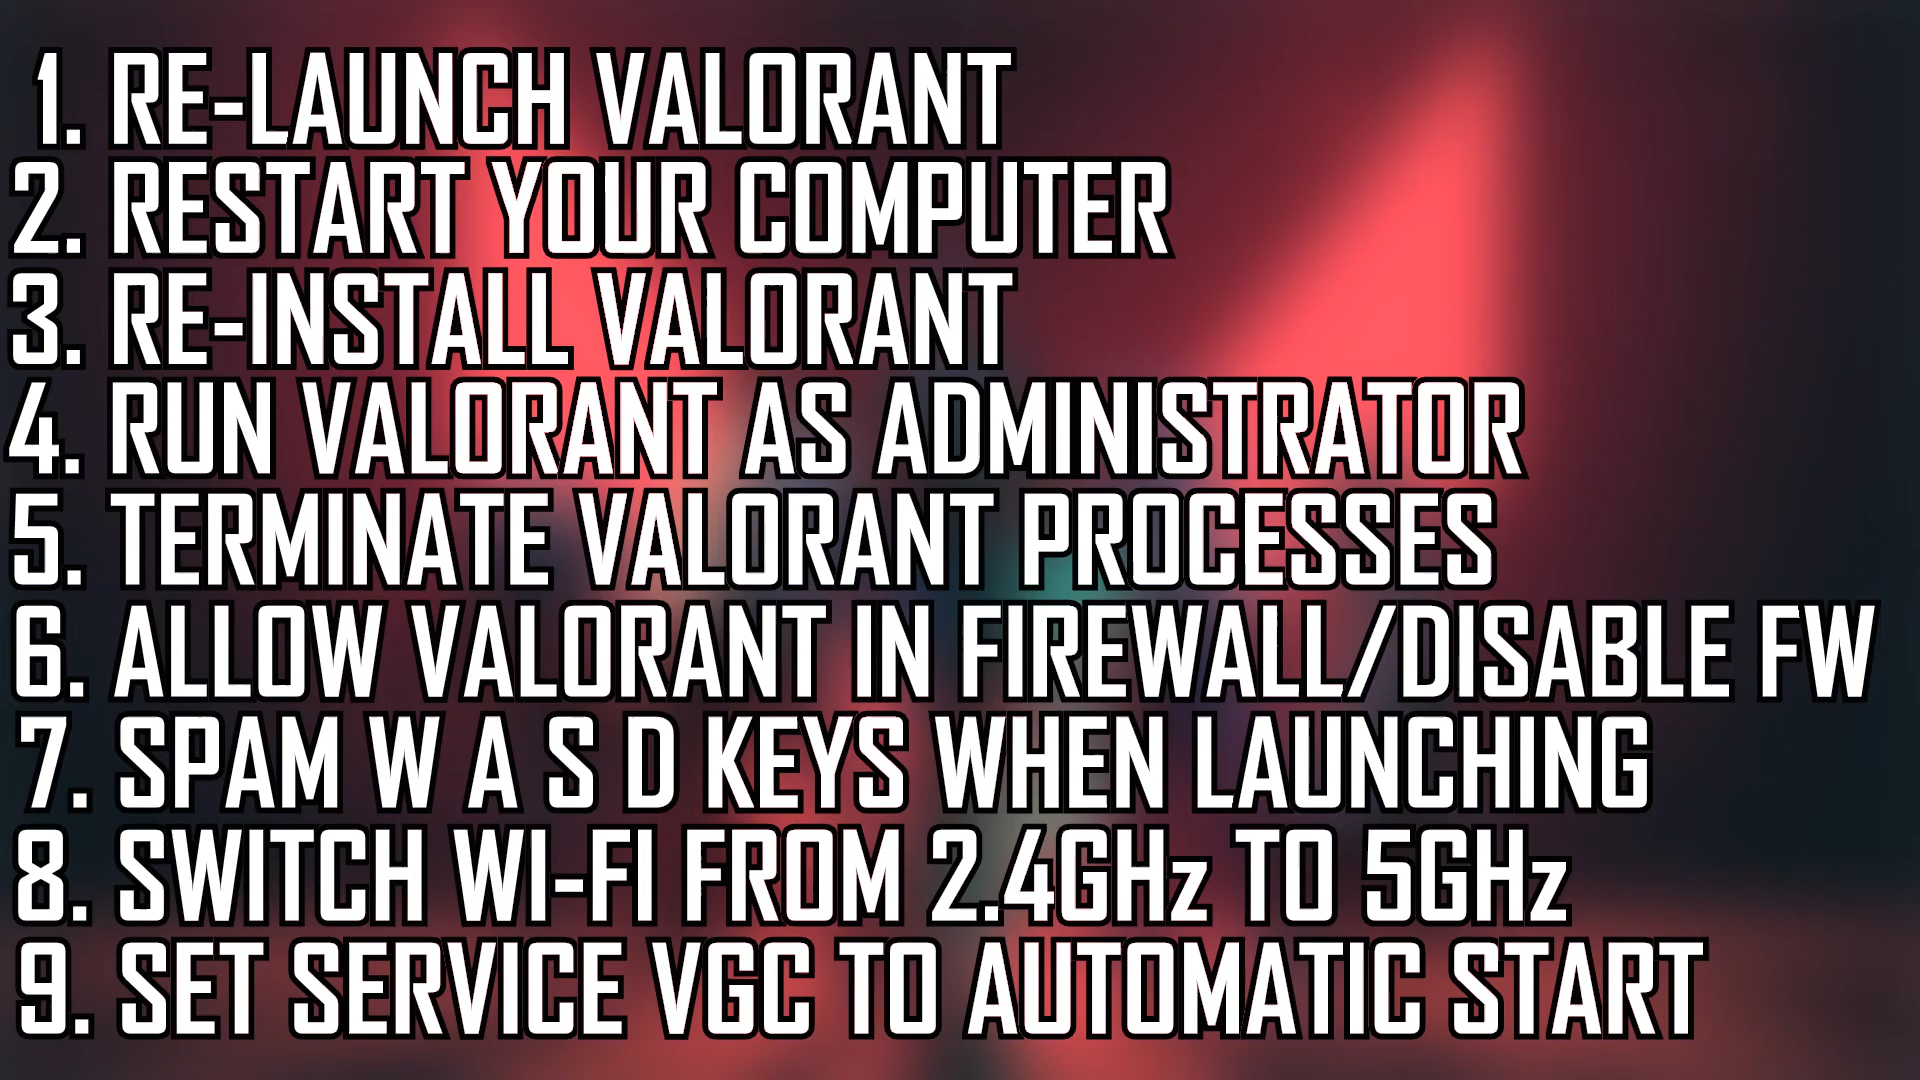 1. RE-LAUNCH VALORANT
2. RESTART YOUR COMPUTER
3. RE-INSTALL VALORANT
4. RUN VALORANT AS ADMINISTRATOR
5. TERMINATE VALORANT PROCESSES
6. ALLOW VALORANT IN FIREWALL/DISABLE FW
7. SPAM W A S D KEYS WHEN LAUNCHING
8. SWITCH WI-FI FROM 2.4GHz TO 5GHz
9. SET SERVICE VGC TO AUTOMATIC START